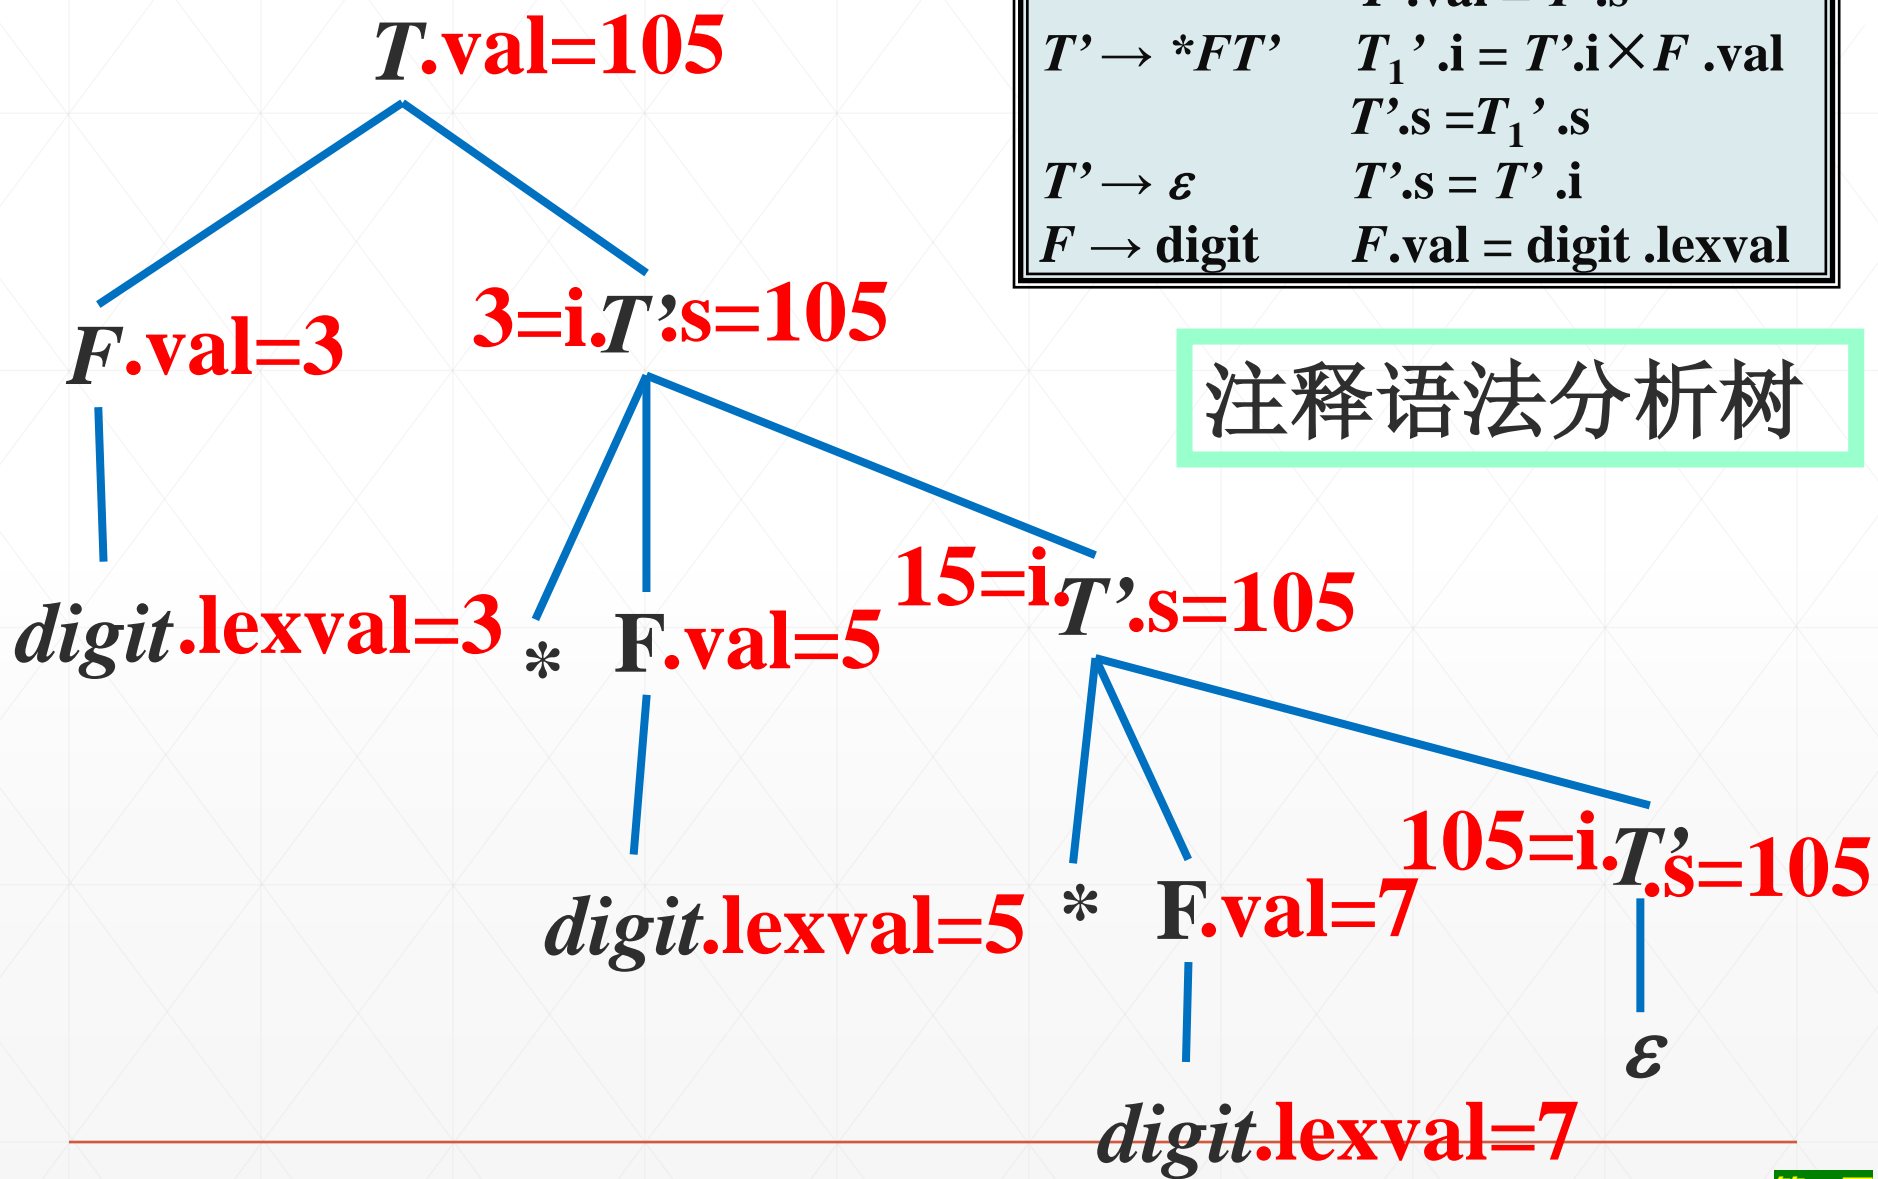 T.val=105
T'.val = T'.s
T' → *FT' T₁'.i = T'.i×F .val
T'.s =T₁' .s
T' → ε T'.s = T' .i
F → digit F.val = digit .lexval
F.val=3
3=i.T'.s=105
注释语法分析树
digit.lexval=3
*
F.val=5
15=i.T'.s=105
digit.lexval=5
*
F.val=7
105=i.T'.s=105
ε
digit.lexval=7